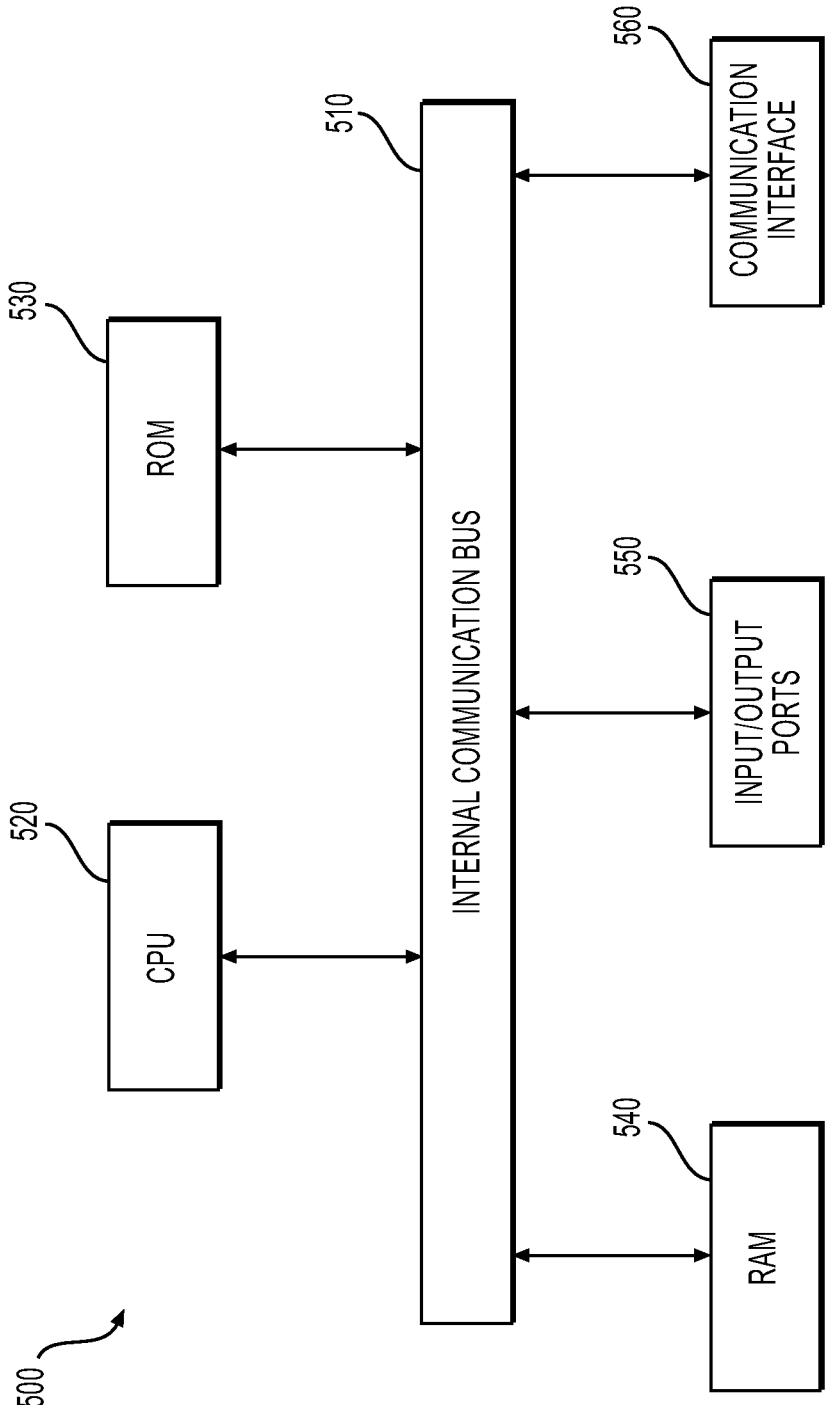 500
520
CPU
530
ROM
510
INTERNAL COMMUNICATION BUS
540
RAM
550
INPUT/OUTPUT
PORTS
560
COMMUNICATION
INTERFACE